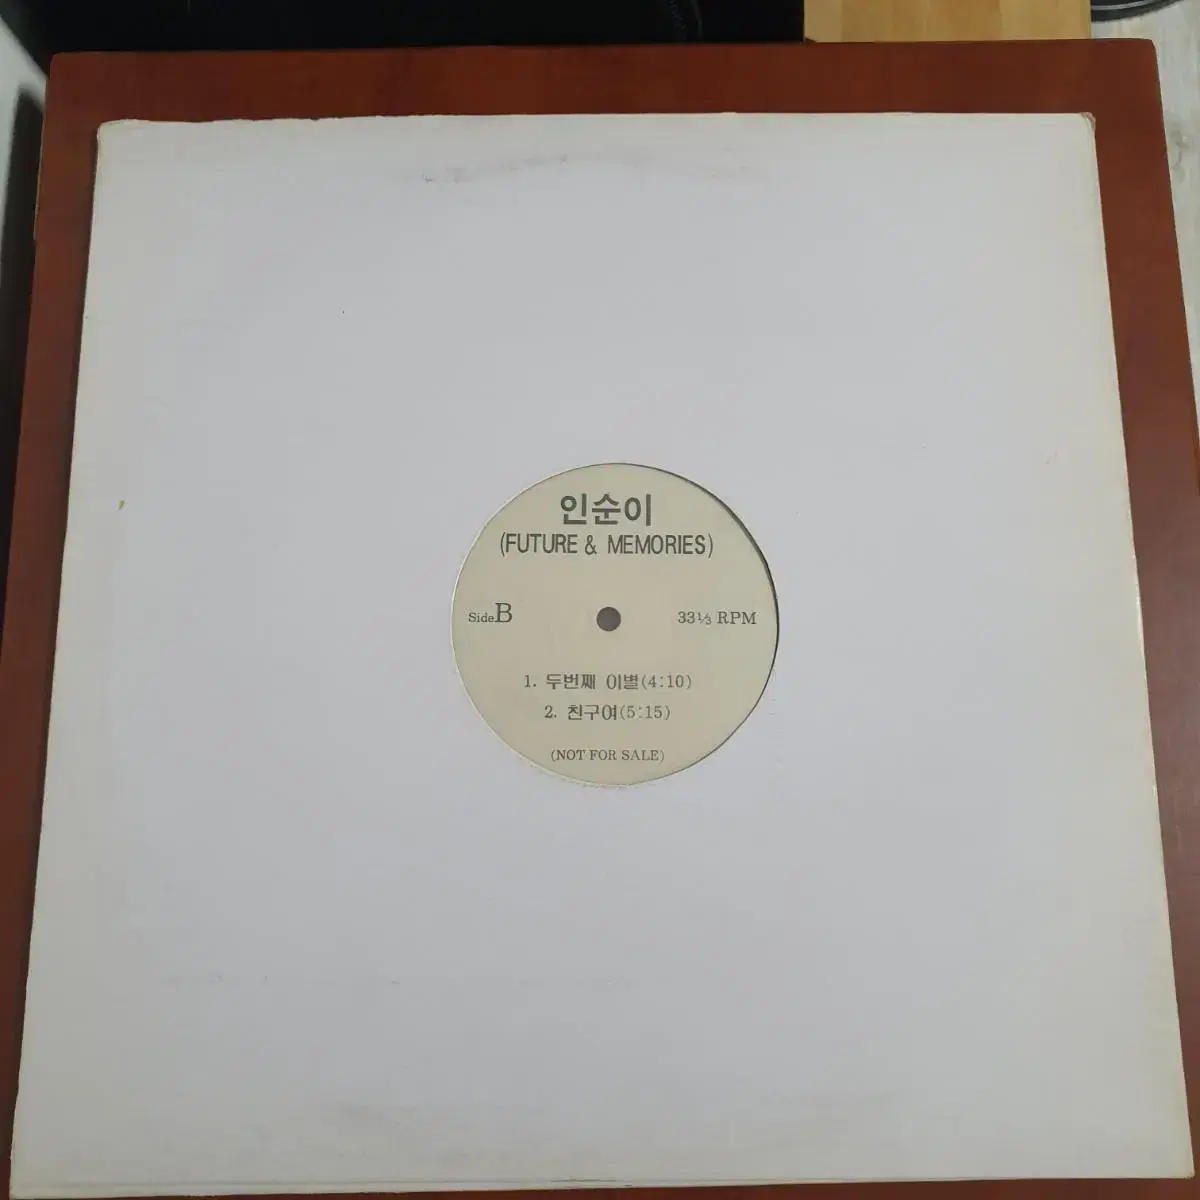 인순이
(FUTURE & MEMORIES)
Side B 33⅓ RPM
1. 두번째 이별(4:10)
2. 친구여(5:15)
(NOT FOR SALE)